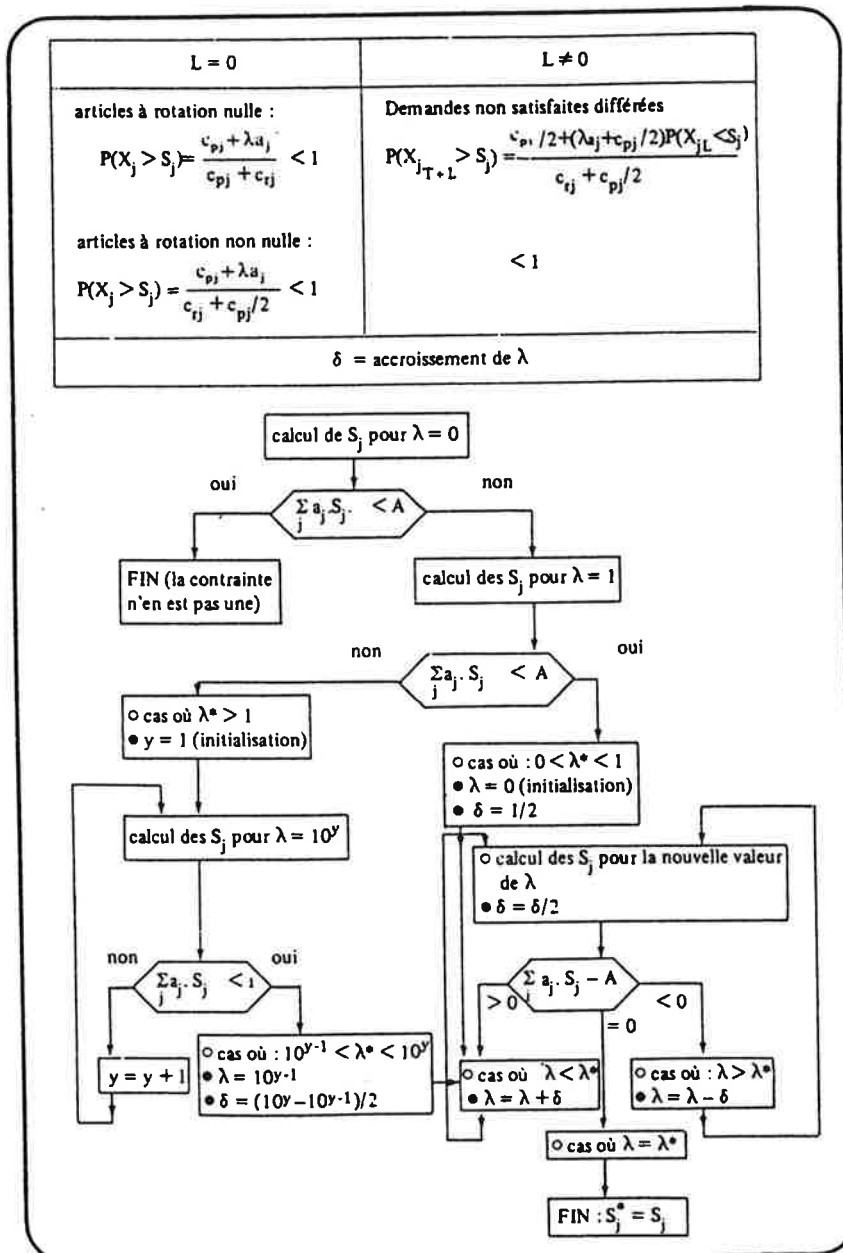 L = 0
L ≠ 0
articles à rotation nulle :
P(X_j > S_j) = (c_pj + λa_j) / (c_pj + c_rj) < 1
articles à rotation non nulle :
P(X_j > S_j) = (c_pj + λa_j) / (c_rj + c_pj/2) < 1
Demandes non satisfaites différées
P(X_j_T+L > S_j) = (c_pj/2+(λa_j+c_pj/2)P(X_jL <S_j)) / (c_rj + c_pj/2)
< 1
δ = accroissement de λ
calcul de S_j pour λ = 0
oui
non
Σ_j a_j.S_j. < A
FIN (la contrainte
n'en est pas une)
calcul des S_j pour λ = 1
non
oui
Σ_j a_j. S_j < A
○ cas où λ* > 1
● y = 1 (initialisation)
○ cas où : 0 < λ* < 1
● λ = 0 (initialisation)
● δ = 1/2
calcul des S_j pour λ = 10^y
○ calcul des S_j pour la nouvelle valeur
de λ
● δ = δ/2
non
oui
Σ_j a_j. S_j <
Σ_j a_j. S_j – A
> 0
= 0
< 0
y = y + 1
○ cas où : 10^y-1 < λ* < 10^y
● λ = 10^y-1
● δ = (10^y – 10^y-1)/2
○ cas où λ < λ*
● λ = λ + δ
○ cas où : λ > λ*
● λ = λ – δ
○ cas où λ = λ*
FIN : S_j* = S_j